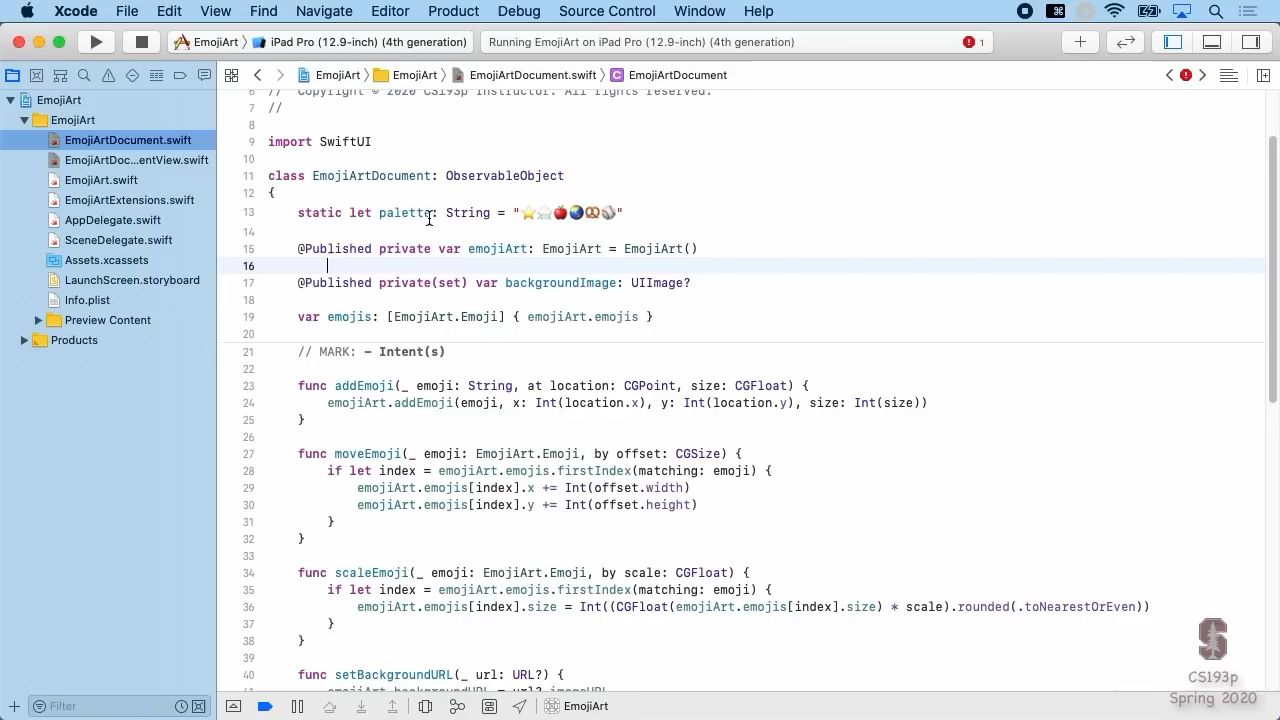 Xcode File Edit View Find Navigate Editor Product Debug Source Control Window Help
EmojiArt iPad Pro (12.9-inch) (4th generation) Running EmojiArt on iPad Pro (12.9-inch) (4th generation) 1
EmojiArt EmojiArt EmojiArtDocument.swift C EmojiArtDocument
EmojiArt
EmojiArt
EmojiArtDocument.swift
EmojiArtDoc...entView.swift
EmojiArt.swift
EmojiArtExtensions.swift
AppDelegate.swift
SceneDelegate.swift
Assets.xcassets
LaunchScreen.storyboard
Info.plist
Preview Content
Products
Filter
6 // Copyright © 2020 CS193p Instructor. All rights reserved.
7 //
8
9 import SwiftUI
10
11 class EmojiArtDocument: ObservableObject
12 {
13 static let palette: String = "⭐️🌧🍎🌏🥨⚾️"
14
15 @Published private var emojiArt: EmojiArt = EmojiArt()
16
17 @Published private(set) var backgroundImage: UIImage?
18
19 var emojis: [EmojiArt.Emoji] { emojiArt.emojis }
20
21 // MARK: - Intent(s)
22
23 func addEmoji(_ emoji: String, at location: CGPoint, size: CGFloat) {
24 emojiArt.addEmoji(emoji, x: Int(location.x), y: Int(location.y), size: Int(size))
25 }
26
27 func moveEmoji(_ emoji: EmojiArt.Emoji, by offset: CGSize) {
28 if let index = emojiArt.emojis.firstIndex(matching: emoji) {
29 emojiArt.emojis[index].x += Int(offset.width)
30 emojiArt.emojis[index].y += Int(offset.height)
31 }
32 }
33
34 func scaleEmoji(_ emoji: EmojiArt.Emoji, by scale: CGFloat) {
35 if let index = emojiArt.emojis.firstIndex(matching: emoji) {
36 emojiArt.emojis[index].size = Int((CGFloat(emojiArt.emojis[index].size) * scale).rounded(.toNearestOrEven))
37 }
38 }
39
40 func setBackgroundURL(_ url: URL?) {
emojiArt.backgroundURL = url?.imageURL
EmojiArt
CS193p
Spring 2020